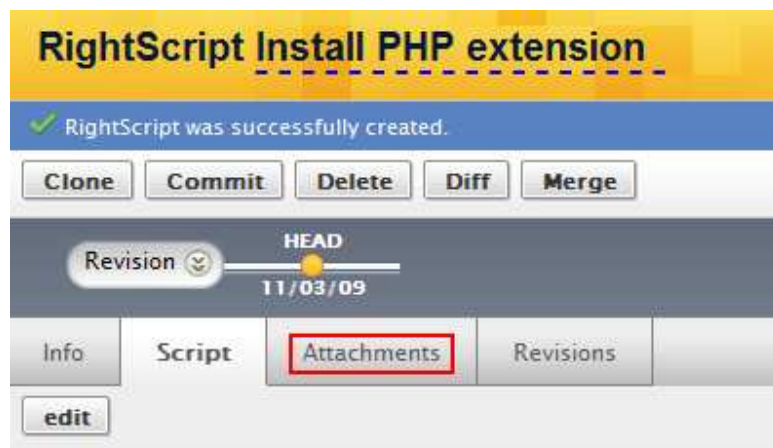 RightScript Install PHP extension
RightScript was successfully created.
Clone Commit Delete Diff Merge
Revision HEAD
11/03/09
Info Script Attachments Revisions
edit